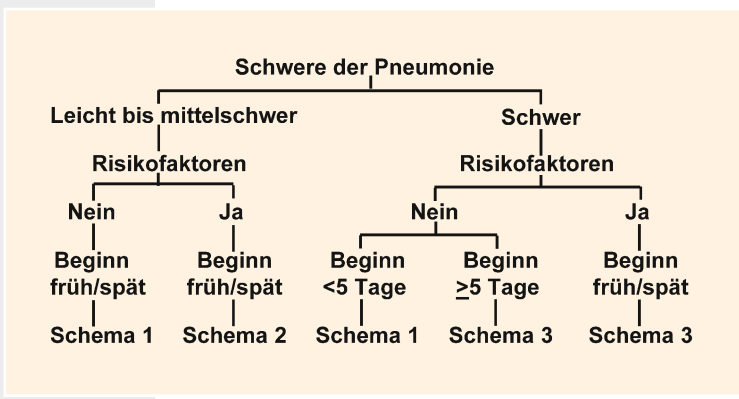 Schwere der Pneumonie
Leicht bis mittelschwer Schwer
Risikofaktoren Risikofaktoren
Nein Ja Nein Ja
Beginn Beginn Beginn Beginn Beginn
früh/spät früh/spät <5 Tage ≥5 Tage früh/spät
Schema 1 Schema 2 Schema 1 Schema 3 Schema 3